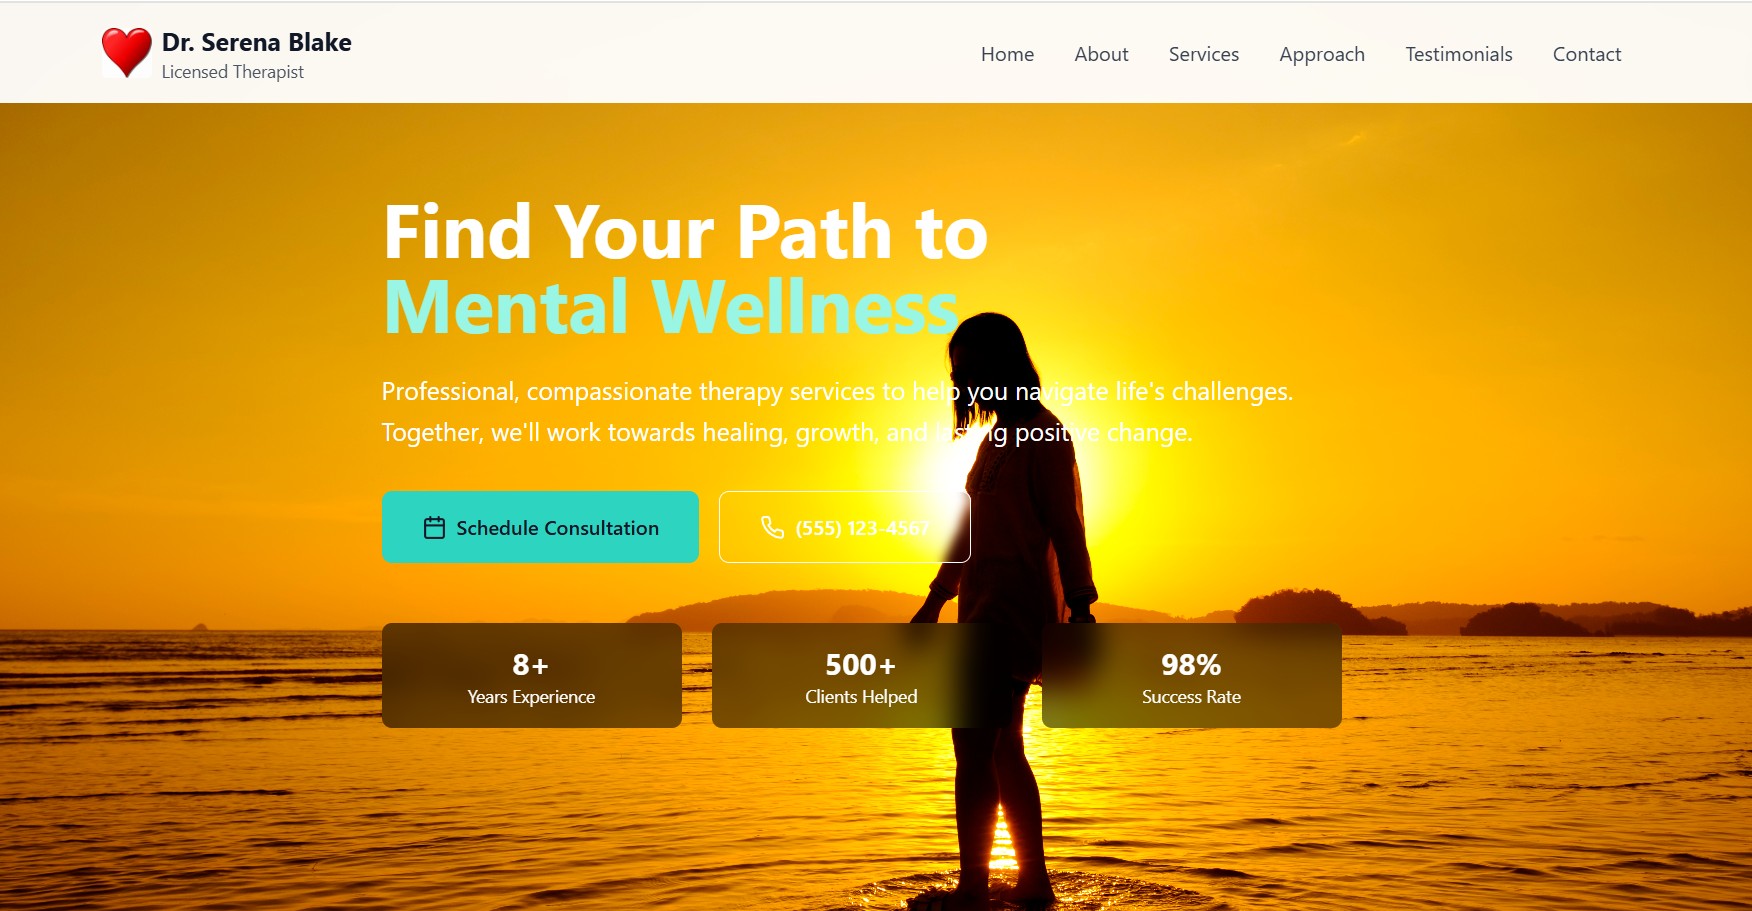 Dr. Serena Blake
Licensed Therapist
Home
About
Services
Approach
Testimonials
Contact
Find Your Path to
Mental Wellness
Professional, compassionate therapy services to help you navigate life's challenges.
Together, we'll work towards healing, growth, and lasting positive change.
Schedule Consultation
(555) 123-4567
8+
Years Experience
500+
Clients Helped
98%
Success Rate